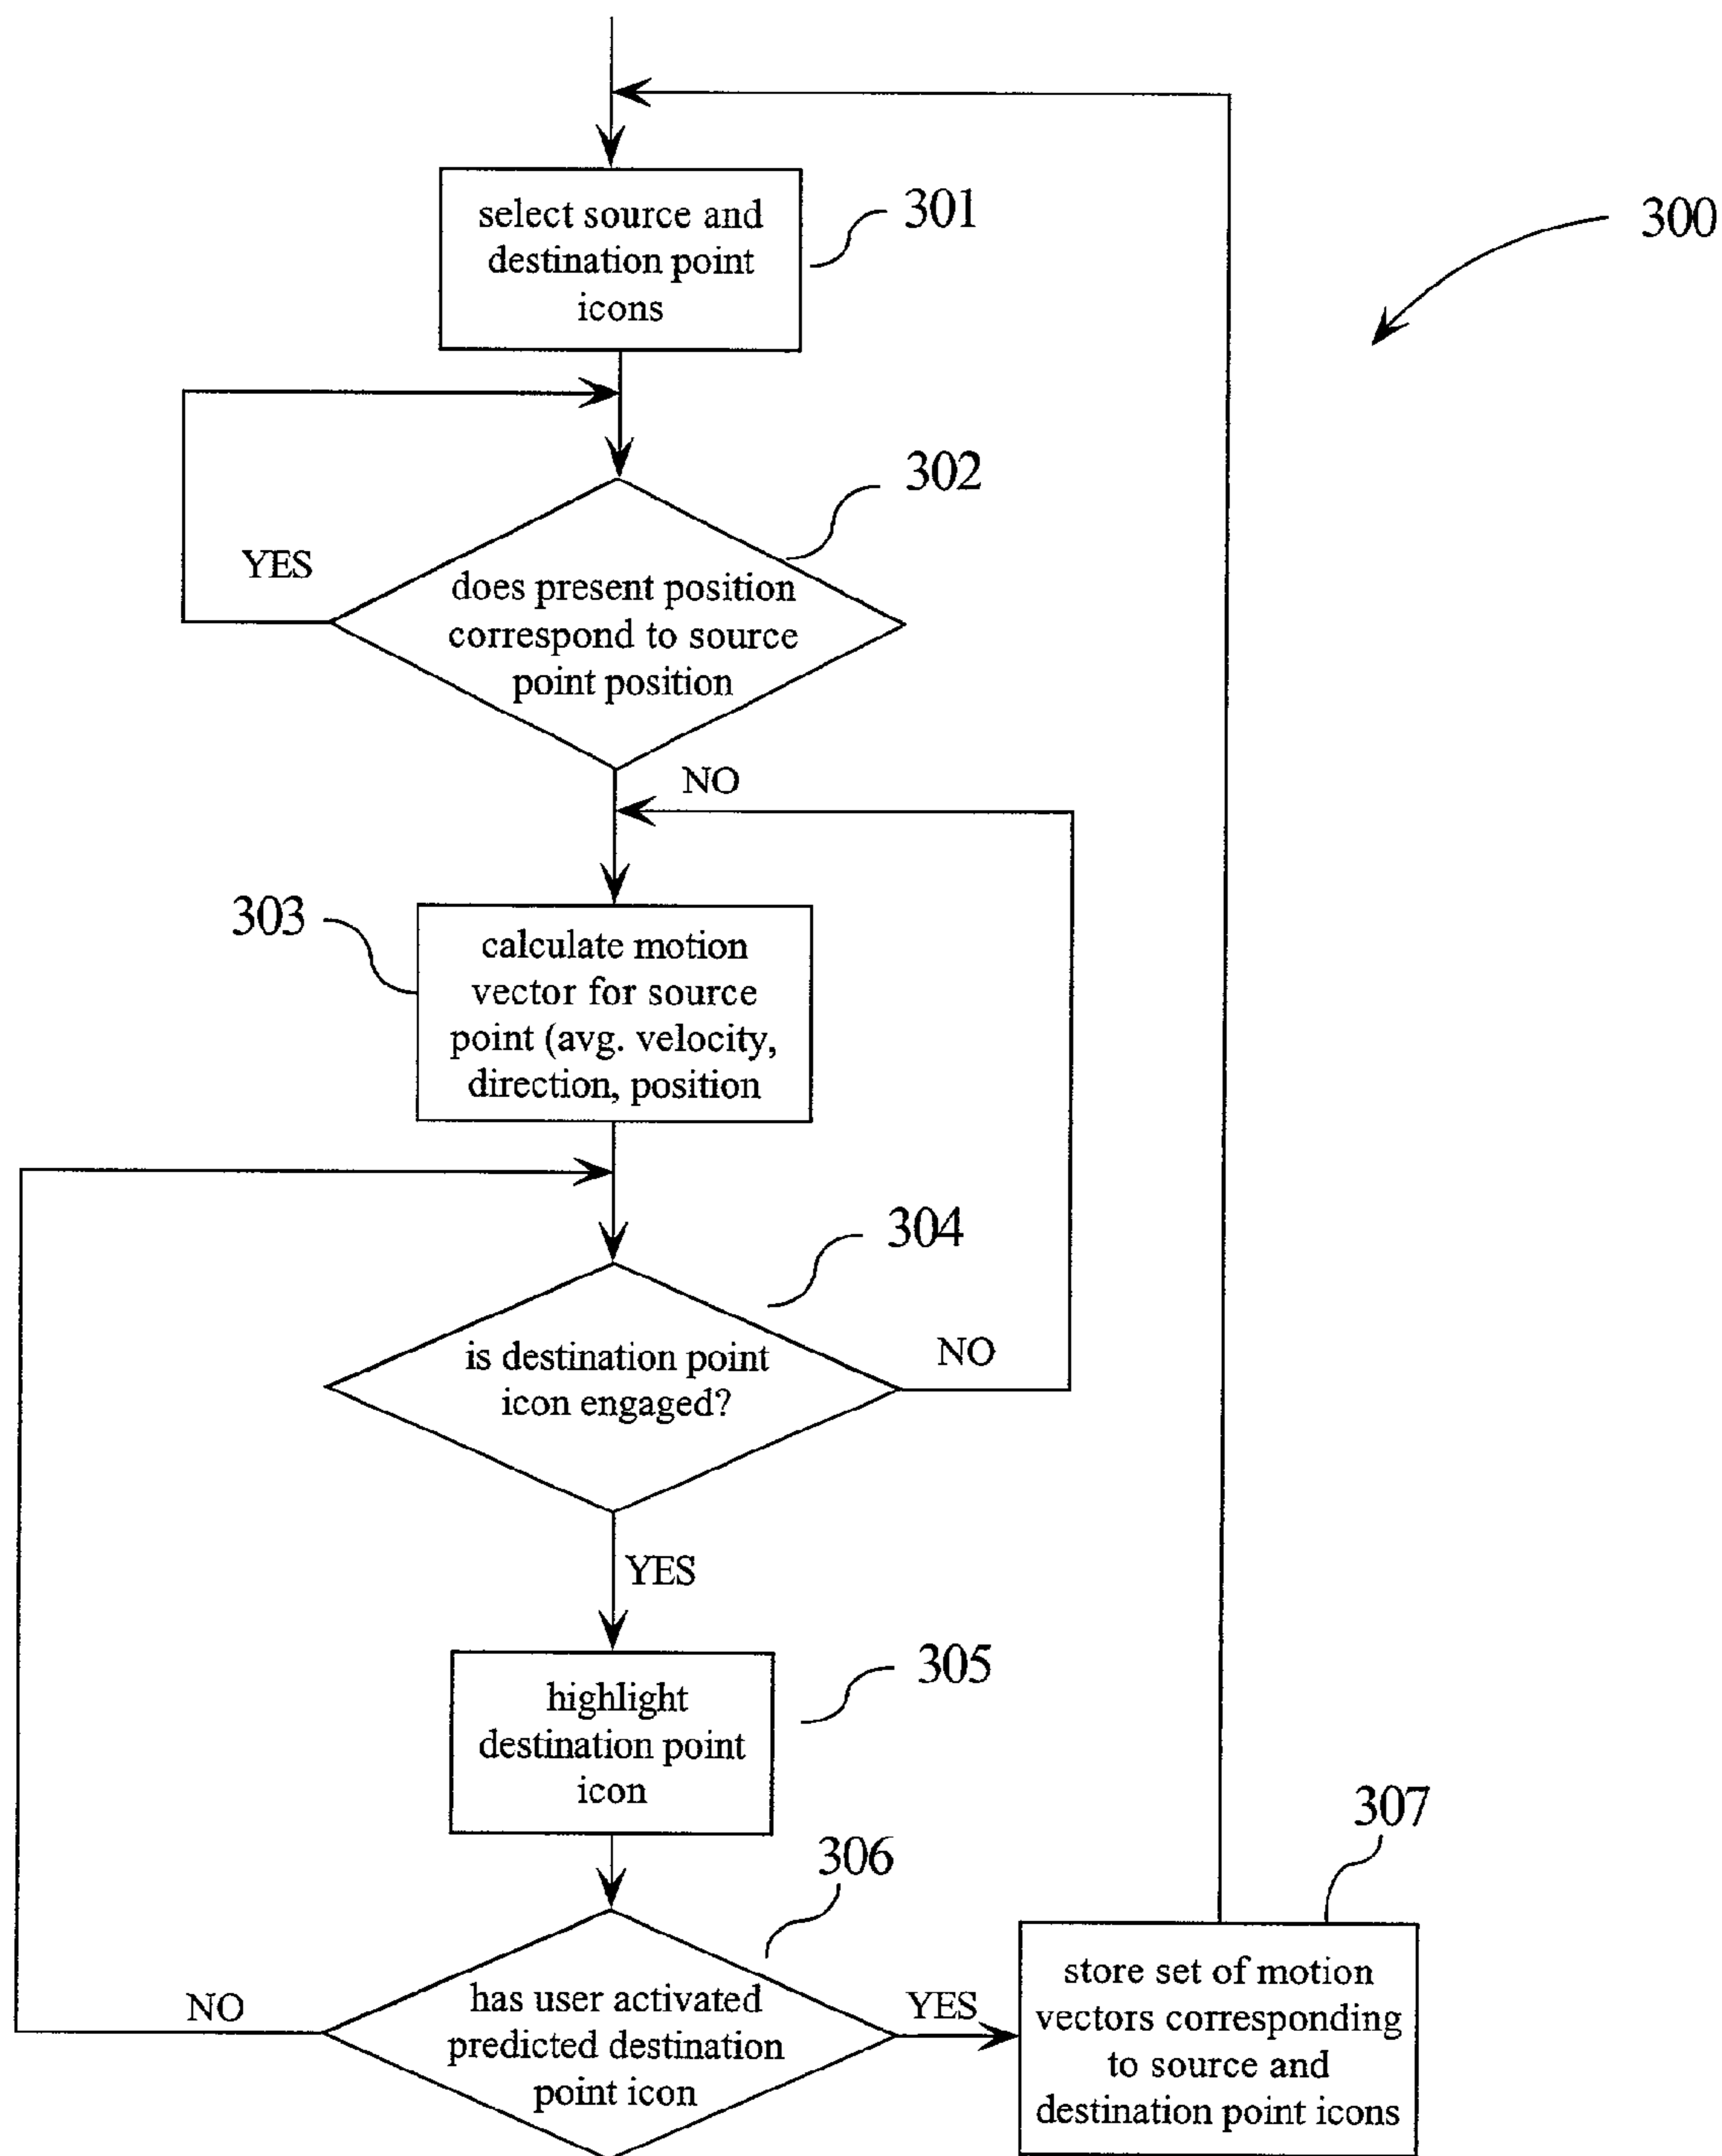 select source and
destination point
icons
301
300
302
YES
does present position
correspond to source
point position
NO
303
calculate motion
vector for source
point (avg. velocity,
direction, position
304
is destination point
icon engaged?
NO
YES
305
highlight
destination point
icon
306
307
NO
has user activated
predicted destination
point icon
YES
store set of motion
vectors corresponding
to source and
destination point icons